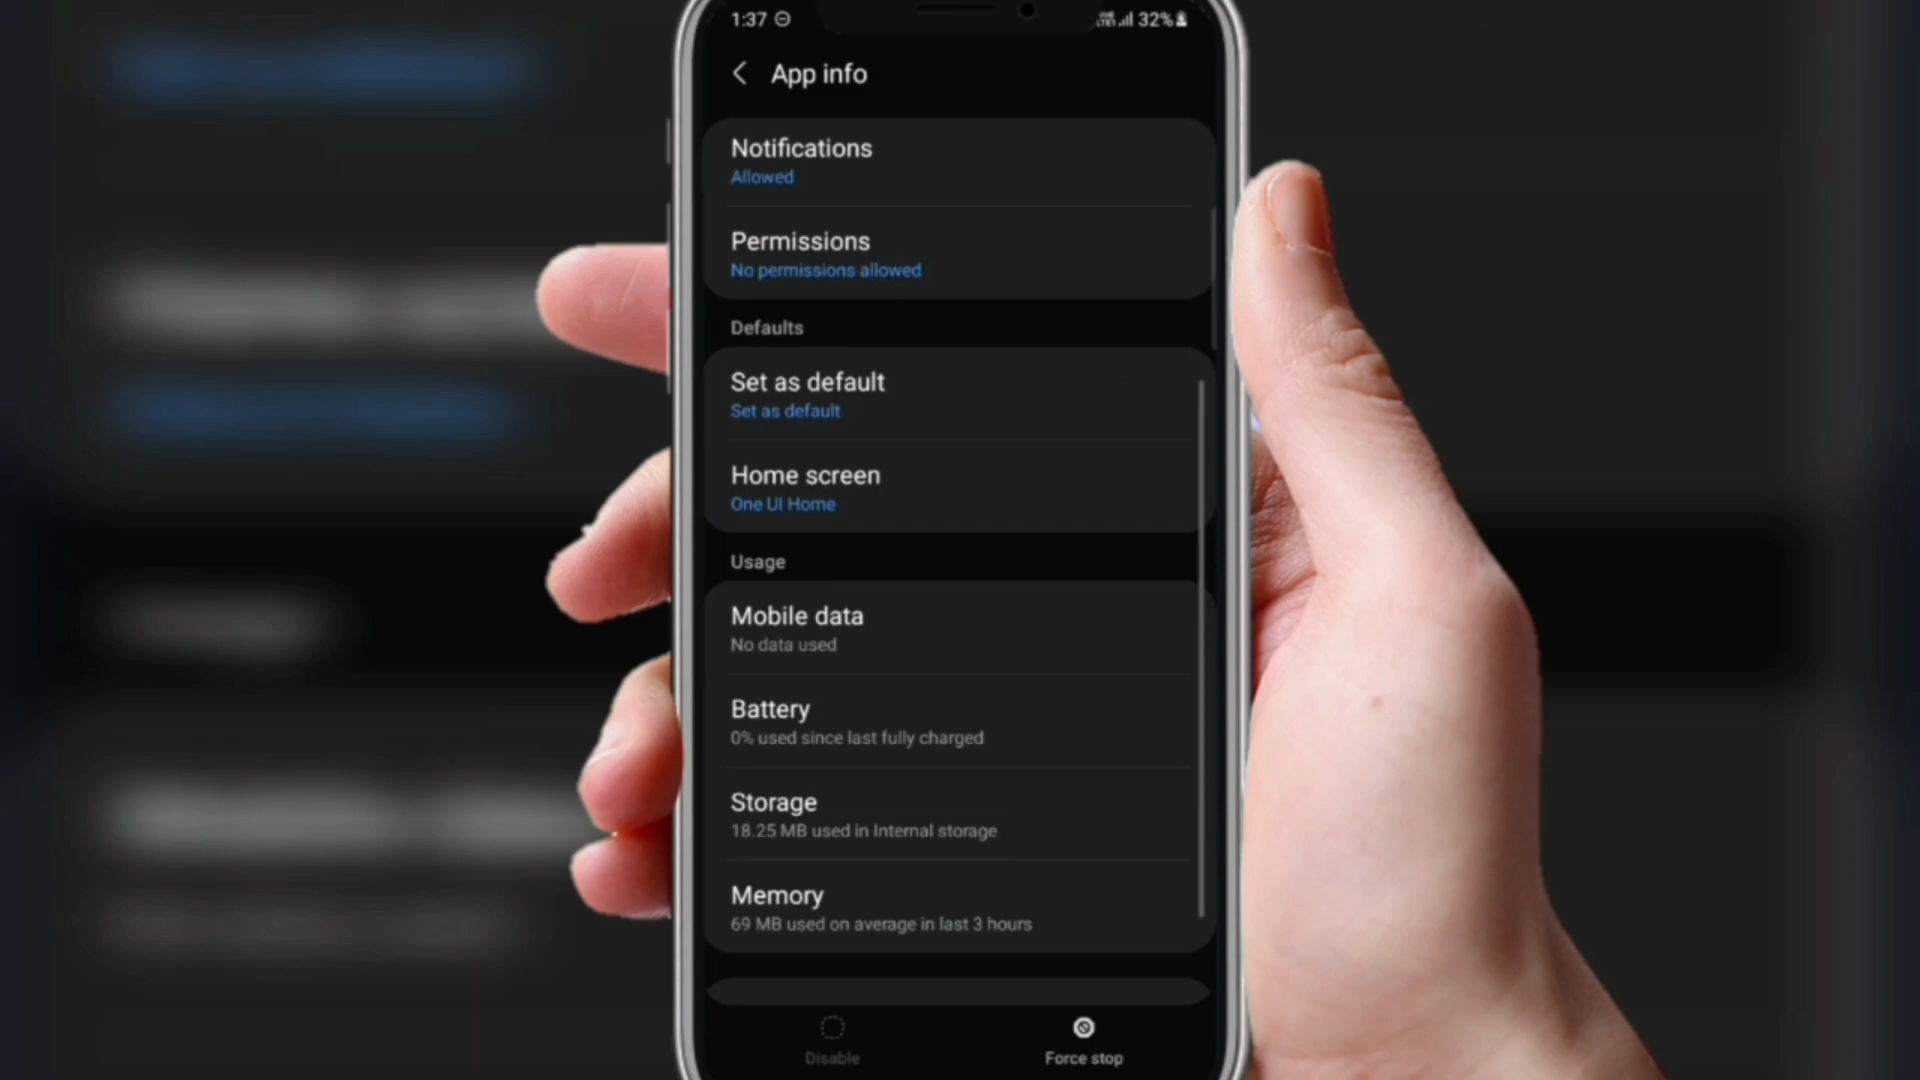 1:37 32%
App info
Notifications
Allowed
Permissions
No permissions allowed
Defaults
Set as default
Set as default
Home screen
One UI Home
Usage
Mobile data
No data used
Battery
0% used since last fully charged
Storage
18.25 MB used in Internal storage
Memory
69 MB used on average in last 3 hours
Disable Force stop